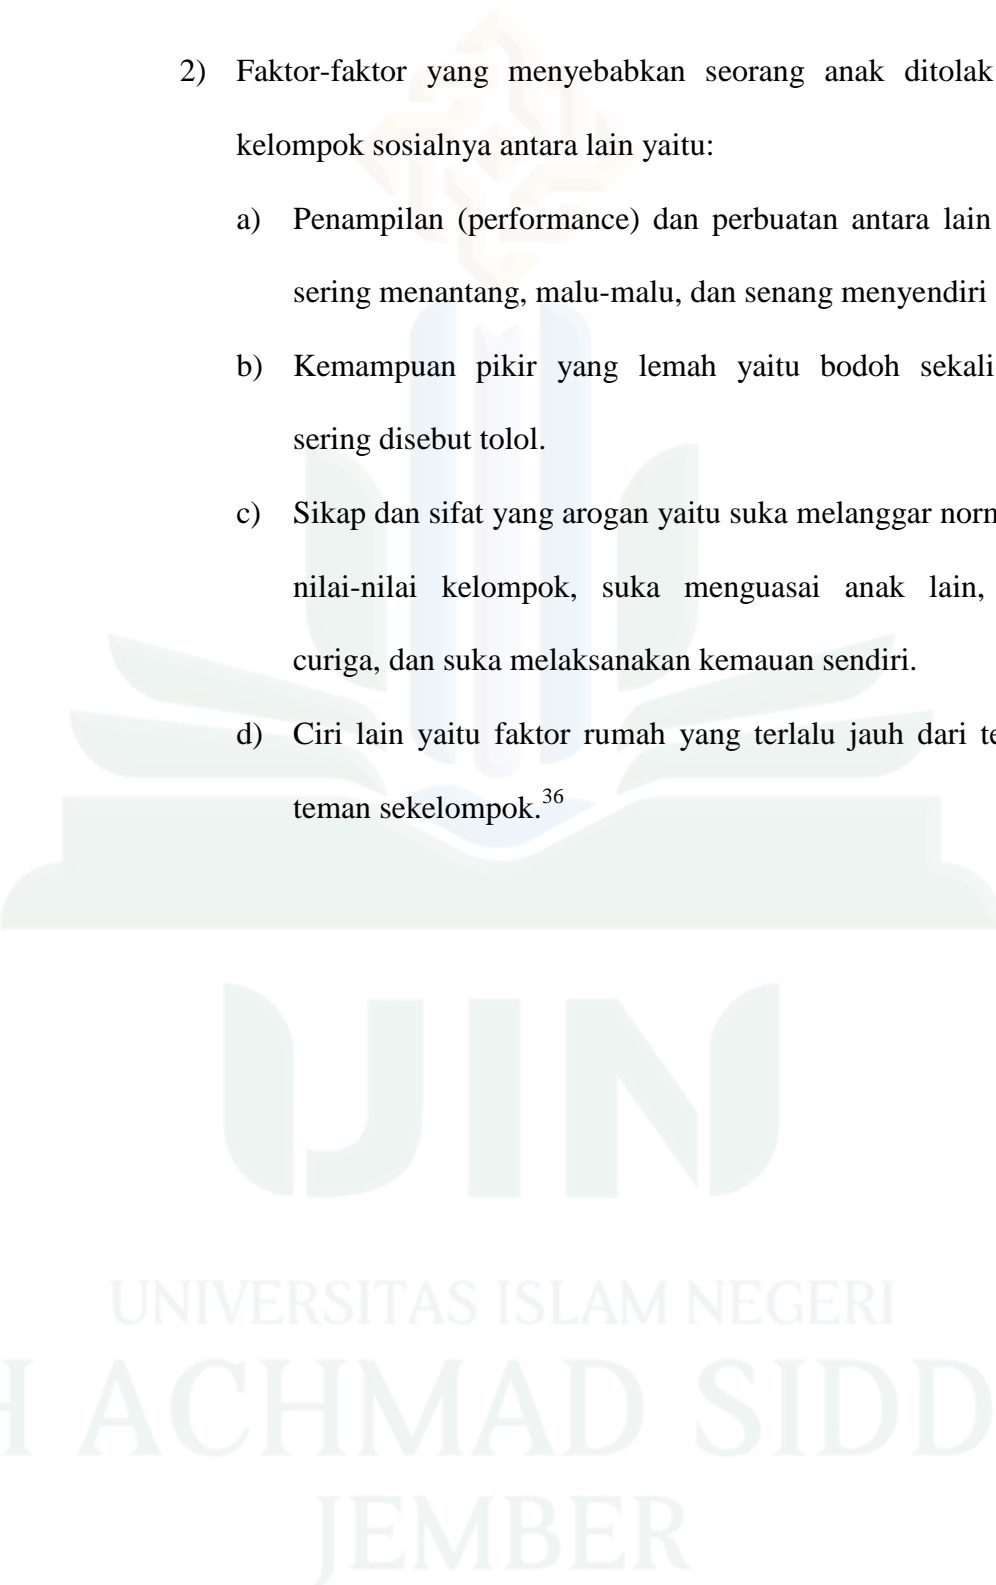 2) Faktor-faktor yang menyebabkan seorang anak ditolak
kelompok sosialnya antara lain yaitu:
a) Penampilan (performance) dan perbuatan antara lain
sering menantang, malu-malu, dan senang menyendiri
b) Kemampuan pikir yang lemah yaitu bodoh sekali
sering disebut tolol.
c) Sikap dan sifat yang arogan yaitu suka melanggar norm
nilai-nilai kelompok, suka menguasai anak lain,
curiga, dan suka melaksanakan kemauan sendiri.
d) Ciri lain yaitu faktor rumah yang terlalu jauh dari te
teman sekelompok.36
UIN
UNIVERSITAS ISLAM NEGERI
H ACHMAD SIDD
JEMBER